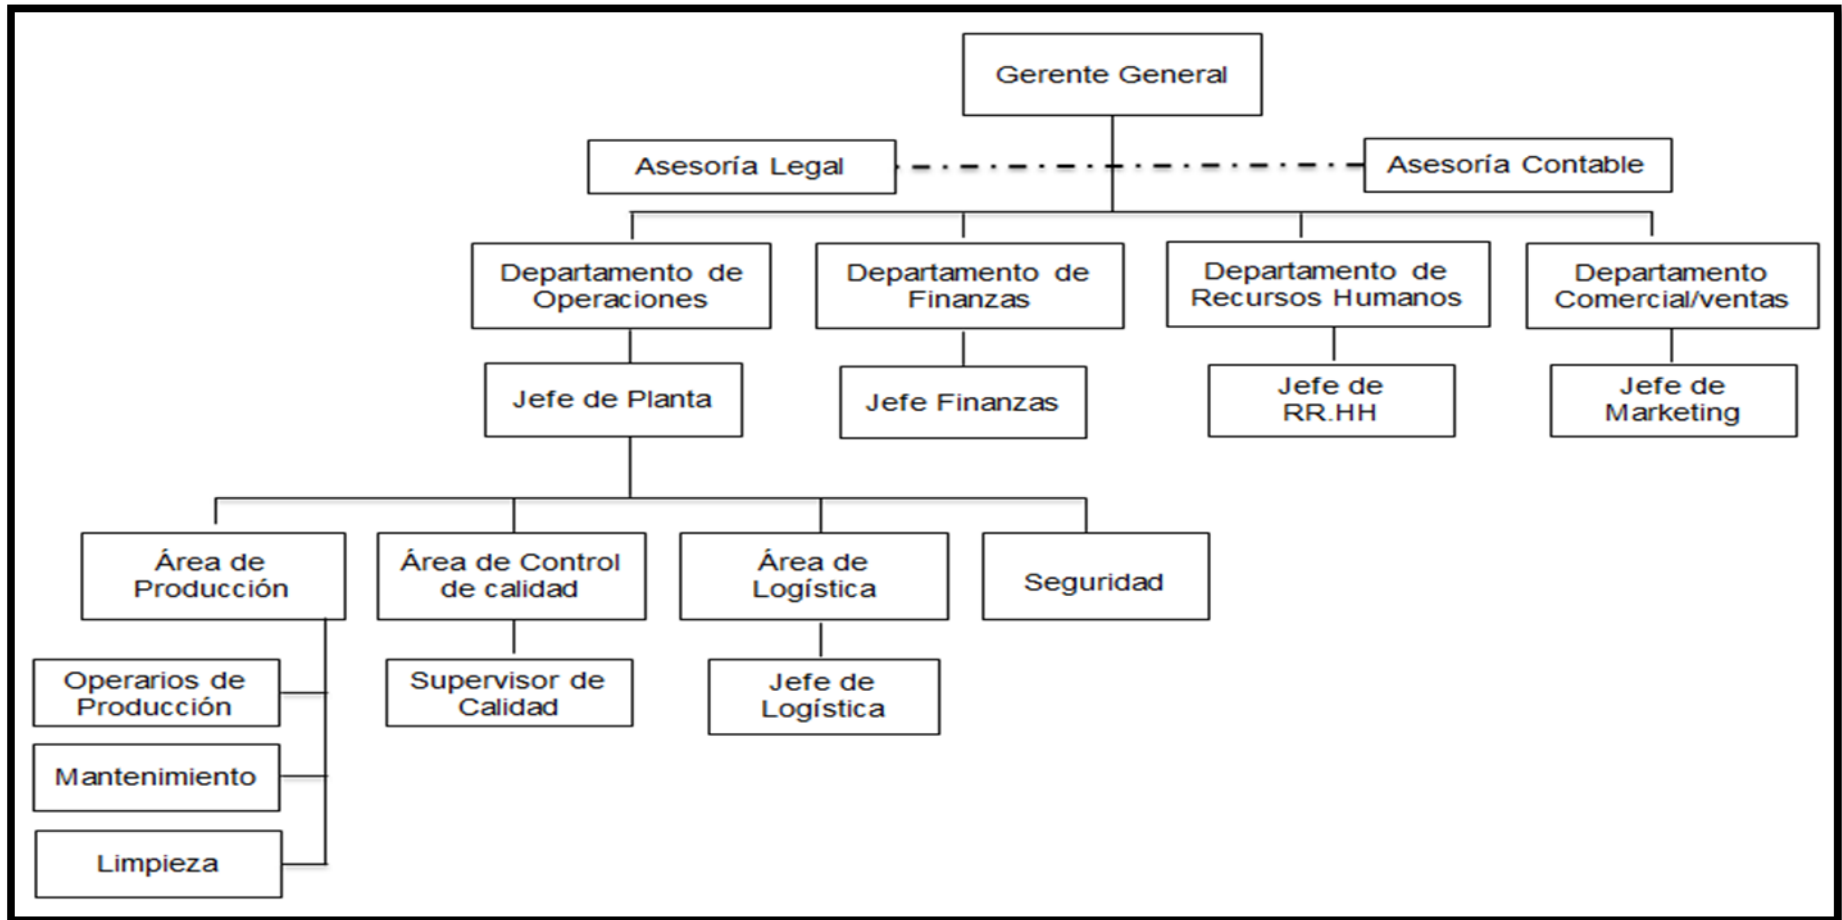 Gerente General
Asesoría Legal
Asesoría Contable
Departamento de
Operaciones
Departamento de
Finanzas
Departamento de
Recursos Humanos
Departamento
Comercial/ventas
Jefe de Planta
Jefe Finanzas
Jefe de
RR.HH
Jefe de
Marketing
Área de
Producción
Área de Control
de calidad
Área de
Logística
Seguridad
Operarios de
Producción
Supervisor de
Calidad
Jefe de
Logística
Mantenimiento
Limpieza